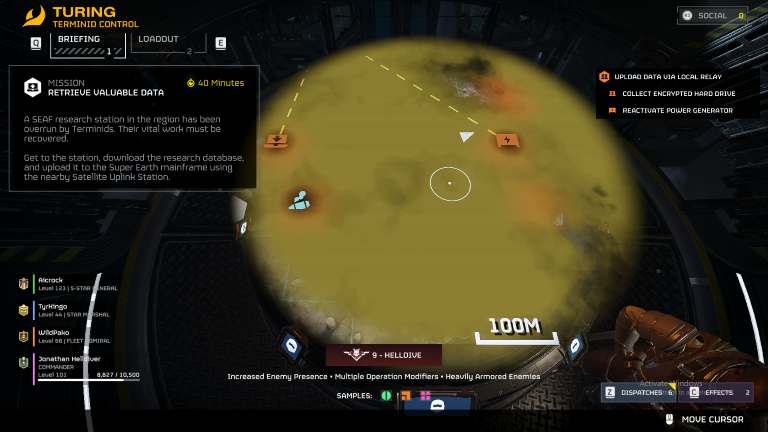 TURING
TERMINID CONTROL
Q
BRIEFING
1
LOADOUT
2
E
SOCIAL 0
MISSION
RETRIEVE VALUABLE DATA
40 Minutes
A SEAF research station in the region has been
overrun by Terminids. Their vital work must be
recovered.
Get to the station, download the research database,
and upload it to the Super Earth mainframe using
the nearby Satellite Uplink Station.
UPLOAD DATA VIA LOCAL RELAY
COLLECT ENCRYPTED HARD DRIVE
REACTIVATE POWER GENERATOR
Alcrock
Level 123 | 5-STAR GENERAL
TyrKingo
Level 44 | STAR MARSHAL
WildPako
Level 68 | FLEET ADMIRAL
Jonathan Helldiver
COMMANDER
Level 101
8,827 / 10,500
100M
9 - HELLDIVE
Increased Enemy Presence • Multiple Operation Modifiers • Heavily Armored Enemies
SAMPLES:
Activate Windows
Z DISPATCHES 6
C EFFECTS 2
MOVE CURSOR